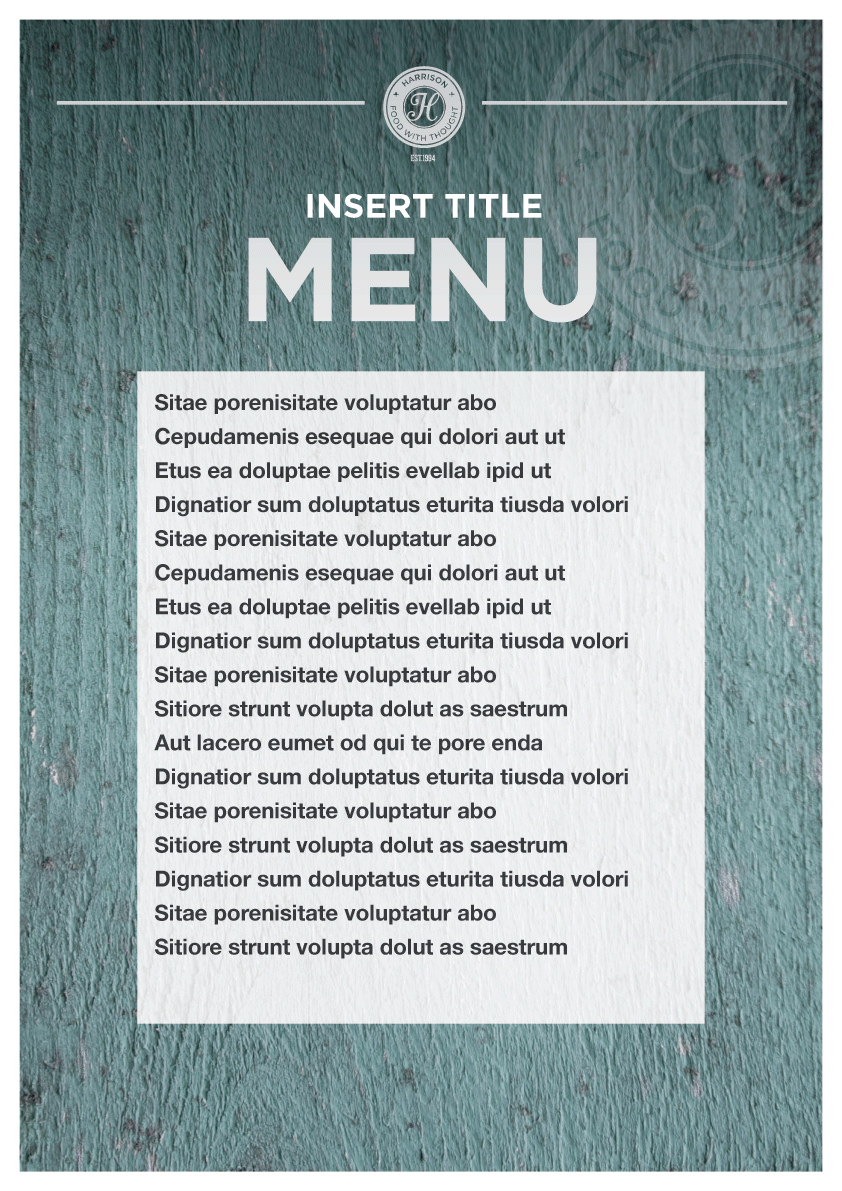 HARRISON
H
FOOD WITH THOUGHT
EST.1994
INSERT TITLE
MENU
Sitae porenisitate voluptatur abo
Cepudamenis esequae qui dolori aut ut
Etus ea doluptae pelitis evellab ipid ut
Dignatior sum doluptatus eturita tiusda volori
Sitae porenisitate voluptatur abo
Cepudamenis esequae qui dolori aut ut
Etus ea doluptae pelitis evellab ipid ut
Dignatior sum doluptatus eturita tiusda volori
Sitae porenisitate voluptatur abo
Sitiore strunt volupta dolut as saestrum
Aut lacero eumet od qui te pore enda
Dignatior sum doluptatus eturita tiusda volori
Sitae porenisitate voluptatur abo
Sitiore strunt volupta dolut as saestrum
Dignatior sum doluptatus eturita tiusda volori
Sitae porenisitate voluptatur abo
Sitiore strunt volupta dolut as saestrum